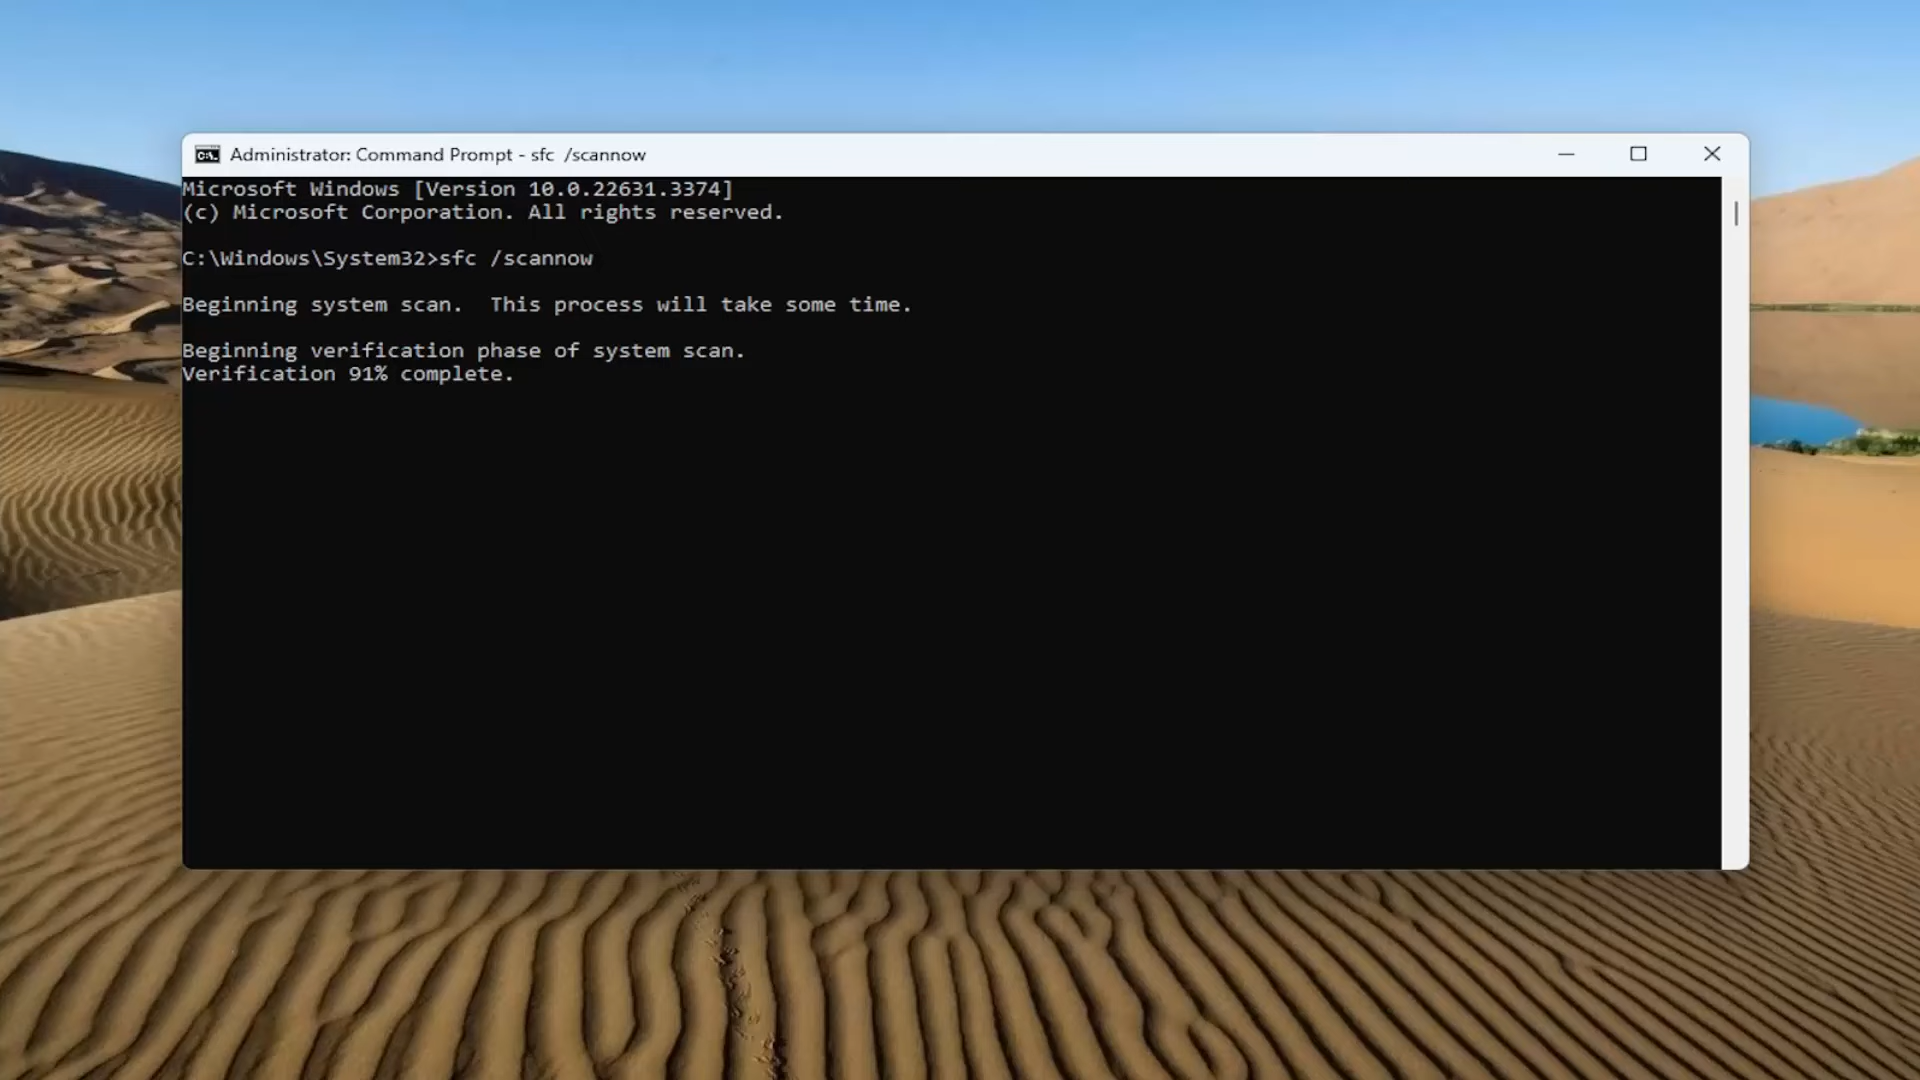 Administrator: Command Prompt - sfc  /scannow
Microsoft Windows [Version 10.0.22631.3374]
(c) Microsoft Corporation. All rights reserved.
C:\Windows\System32>sfc /scannow
Beginning system scan.  This process will take some time.
Beginning verification phase of system scan.
Verification 91% complete.